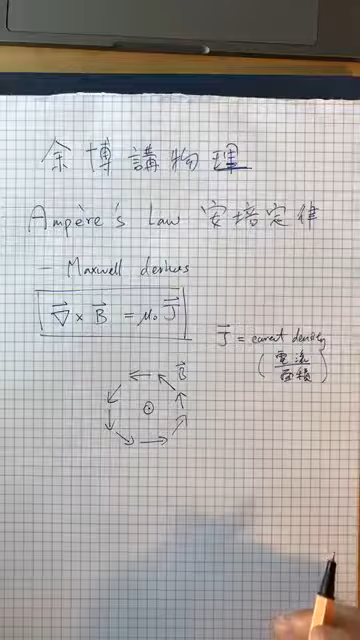 余博講物理
Ampère's Law 安培定律
- Maxwell derives
∇⃗ × B⃗ = μ₀ J⃗
J⃗ = current density
(電流/面積)
B⃗